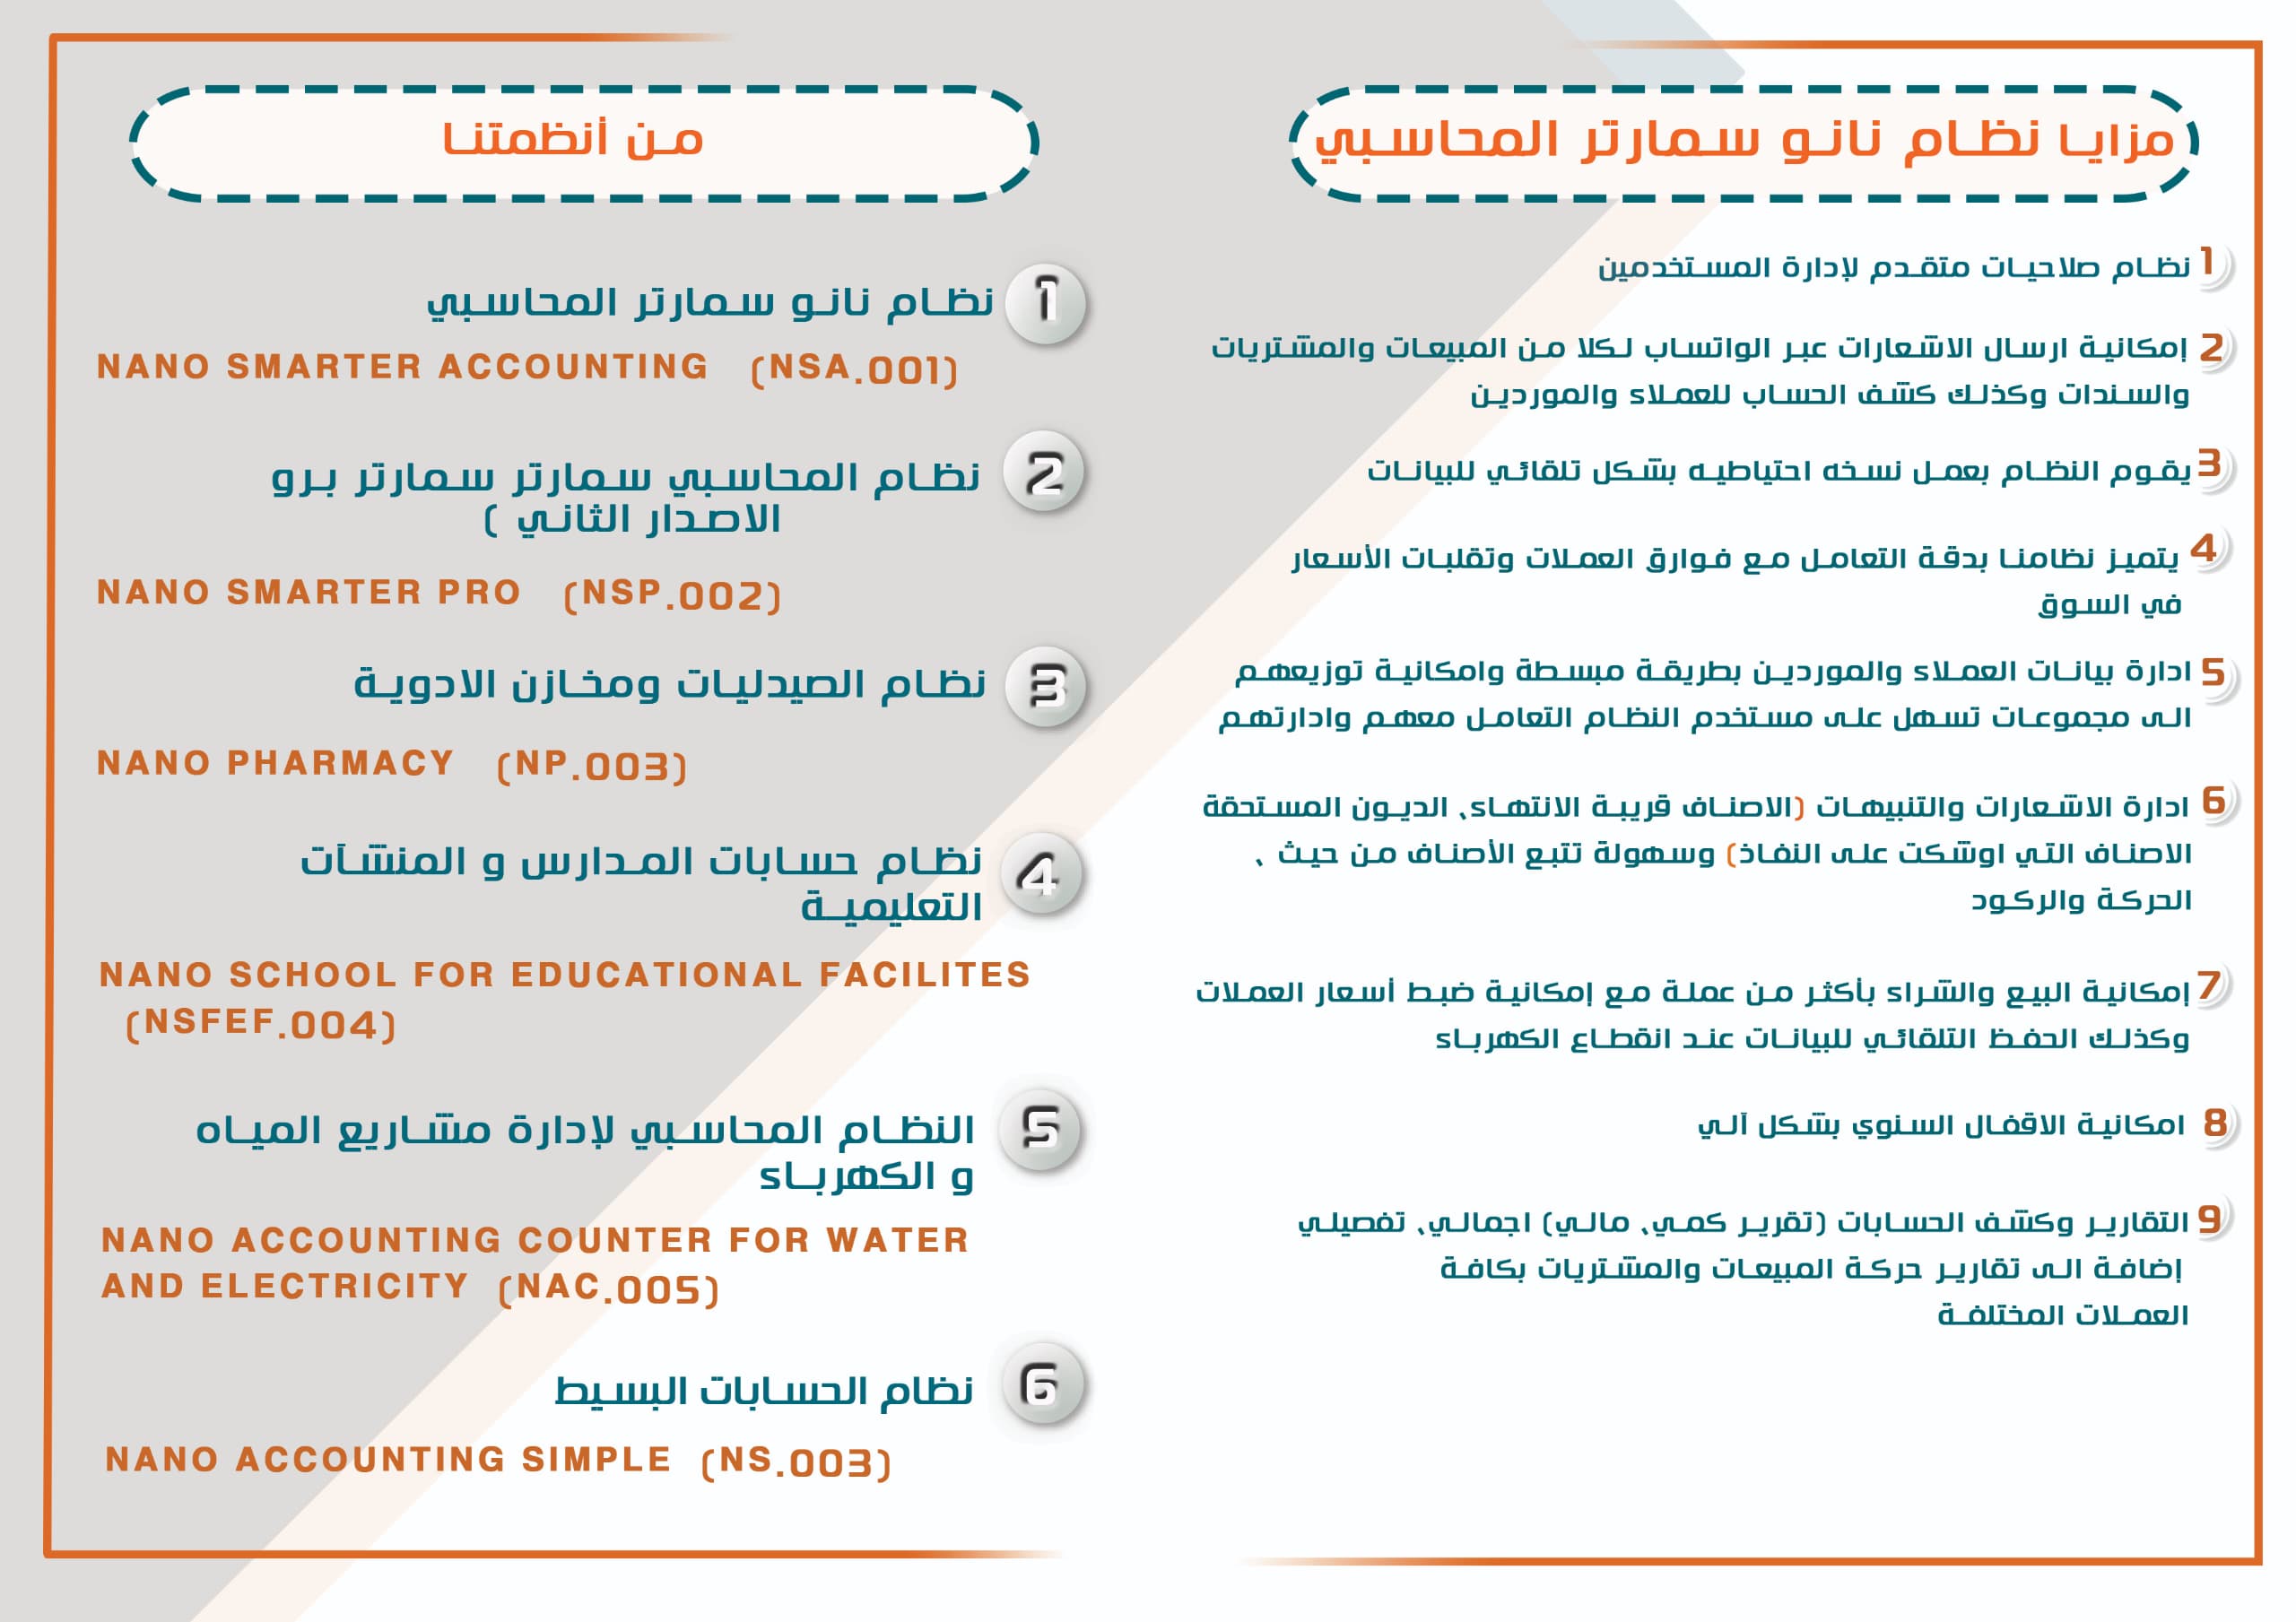 مزايا نظام نانو سمارتر المحاسبي
1 نظام صلاحيات متقدم لإدارة المستخدمين
2 إمكانية ارسال الاشعارات عبر الواتساب لكلا من المبيعات والمشتريات
والسندات وكذلك كشف الحساب للعملاء والموردين
3 يقوم النظام بعمل نسخه احتياطيه بشكل تلقائي للبيانات
4 يتميز نظامنا بدقة التعامل مع فوارق العملات وتقلبات الأسعار
في السوق
5 ادارة بيانات العملاء والموردين بطريقة مبسطة وامكانية توزيعهم
الى مجموعات تسهل على مستخدم النظام التعامل معهم وادارتهم
6 ادارة الاشعارات والتنبيهات (الاصناف قريبة الانتهاء، الديون المستحقة
الاصناف التي اوشكت على النفاذ) وسهولة تتبع الأصناف من حيث ،
الحركة والركود
7 إمكانية البيع والشراء بأكثر من عملة مع إمكانية ضبط أسعار العملات
وكذلك الحفظ التلقائي للبيانات عند انقطاع الكهرباء
8 امكانية الاقفال السنوي بشكل آلي
9 التقارير وكشف الحسابات (تقرير كمي، مالي) اجمالي، تفصيلي
إضافة الى تقارير حركة المبيعات والمشتريات بكافة
العملات المختلفة
من أنظمتنا
1 نظام نانو سمارتر المحاسبي
NANO SMARTER ACCOUNTING (NSA.001)
2 نظام المحاسبي سمارتر سمارتر برو
الاصدار الثاني )
NANO SMARTER PRO (NSP.002)
3 نظام الصيدليات ومخازن الادوية
NANO PHARMACY (NP.003)
4 نظام حسابات المدارس و المنشآت
التعليمية
NANO SCHOOL FOR EDUCATIONAL FACILITES
(NSFEF.004)
5 النظام المحاسبي لإدارة مشاريع المياه
و الكهرباء
NANO ACCOUNTING COUNTER FOR WATER
AND ELECTRICITY (NAC.005)
6 نظام الحسابات البسيط
NANO ACCOUNTING SIMPLE (NS.003)